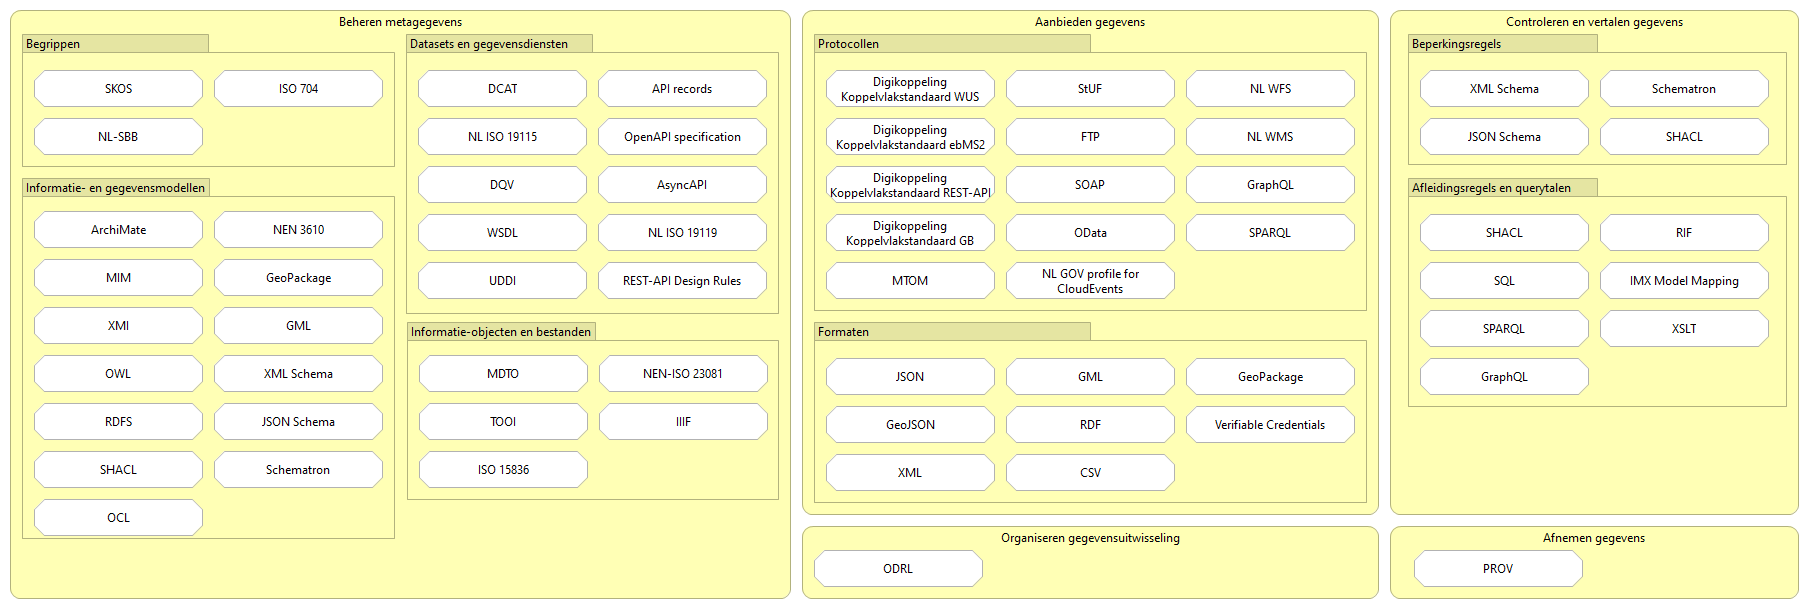 Beheren metagegevens
Begrippen
SKOS
ISO 704
NL-SBB
Informatie- en gegevensmodellen
ArchiMate
NEN 3610
MIM
GeoPackage
XMI
GML
OWL
XML Schema
RDFS
JSON Schema
SHACL
Schematron
OCL
Datasets en gegevensdiensten
DCAT
API records
NL ISO 19115
OpenAPI specification
DQV
AsyncAPI
WSDL
NL ISO 19119
UDDI
REST-API Design Rules
Informatie-objecten en bestanden
MDTO
NEN-ISO 23081
TOOI
IIIF
ISO 15836
Aanbieden gegevens
Protocollen
Digikoppeling
Koppelvlakstandaard WUS
StUF
NL WFS
Digikoppeling
Koppelvlakstandaard ebMS2
FTP
NL WMS
Digikoppeling
Koppelvlakstandaard REST-API
SOAP
GraphQL
Digikoppeling
Koppelvlakstandaard GB
OData
SPARQL
MTOM
NL GOV profile for
CloudEvents
Formaten
JSON
GML
GeoPackage
GeoJSON
RDF
Verifiable Credentials
XML
CSV
Organiseren gegevensuitwisseling
ODRL
Controleren en vertalen gegevens
Beperkingsregels
XML Schema
Schematron
JSON Schema
SHACL
Afleidingsregels en querytalen
SHACL
RIF
SQL
IMX Model Mapping
SPARQL
XSLT
GraphQL
Afnemen gegevens
PROV